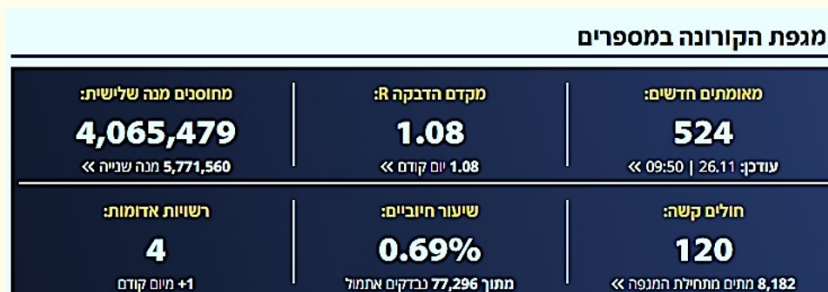 מגפת הקורונה במספרים
מאומתים חדשים:
524
עודכן: 26.11 | 09:50 >>
מקדם הדבקה R:
1.08
1.08 יום קודם >>
מחוסנים מנה שלישית:
4,065,479
5,771,560 מנה שנייה >>
חולים קשה:
120
8,182 מתים מתחילת המגפה >>
שיעור חיוביים:
0.69%
מתוך 77,296 נבדקים אתמול
רשויות אדומות:
4
+1 מיום קודם